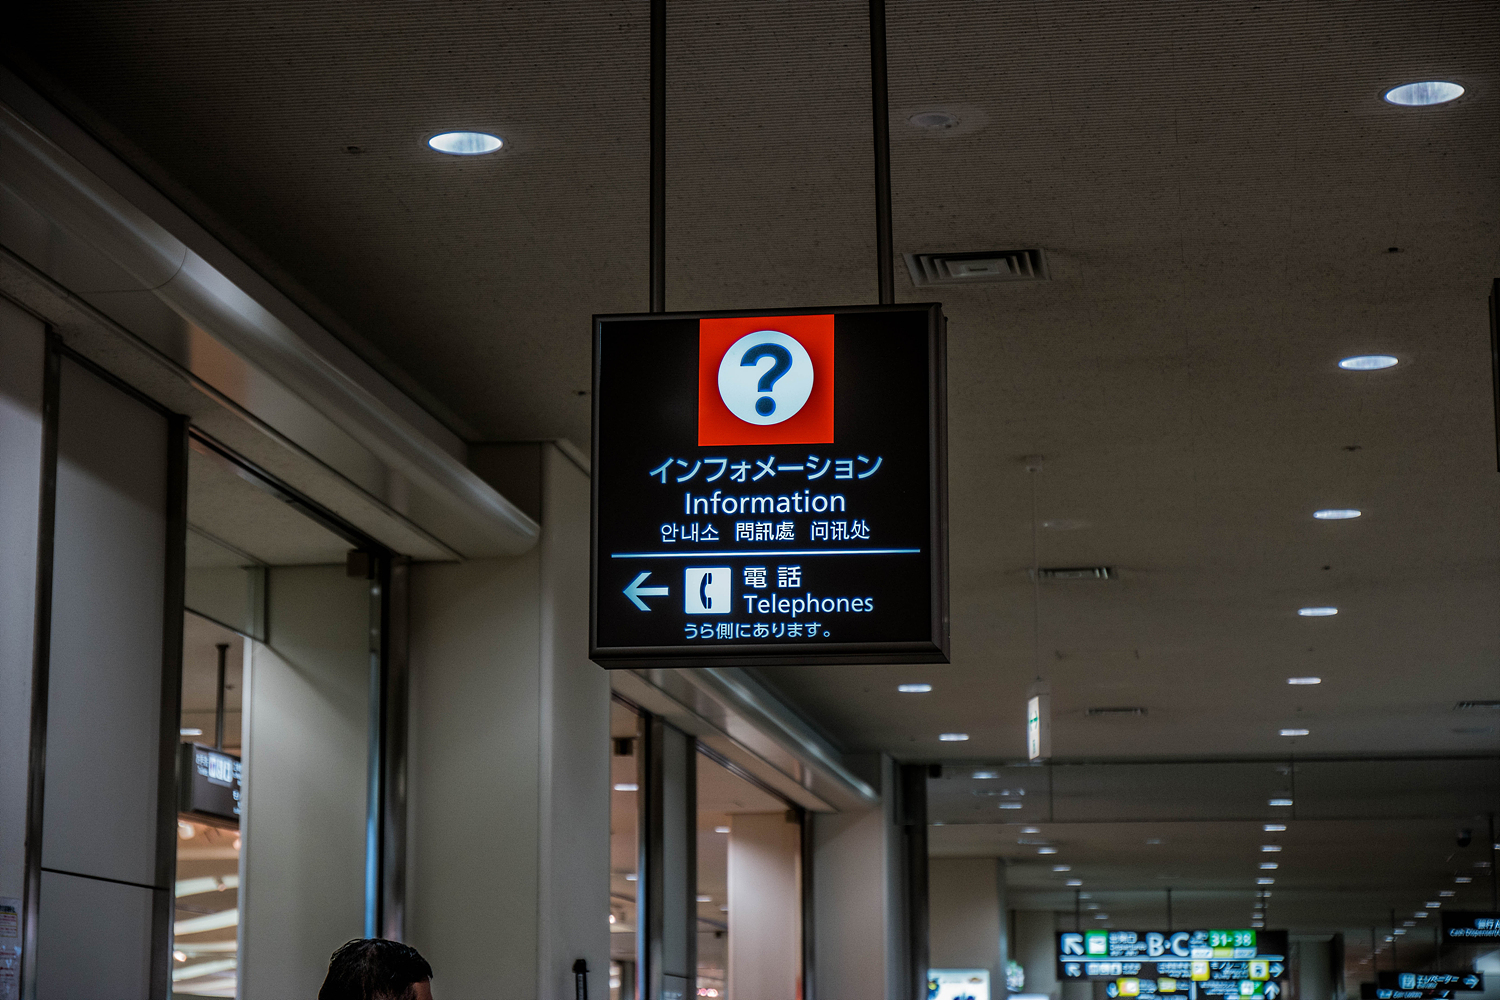 ?
インフォメーション
Information
안내소 問訊處 问讯处
電話
Telephones
うら側にあります。
B・C 31-38